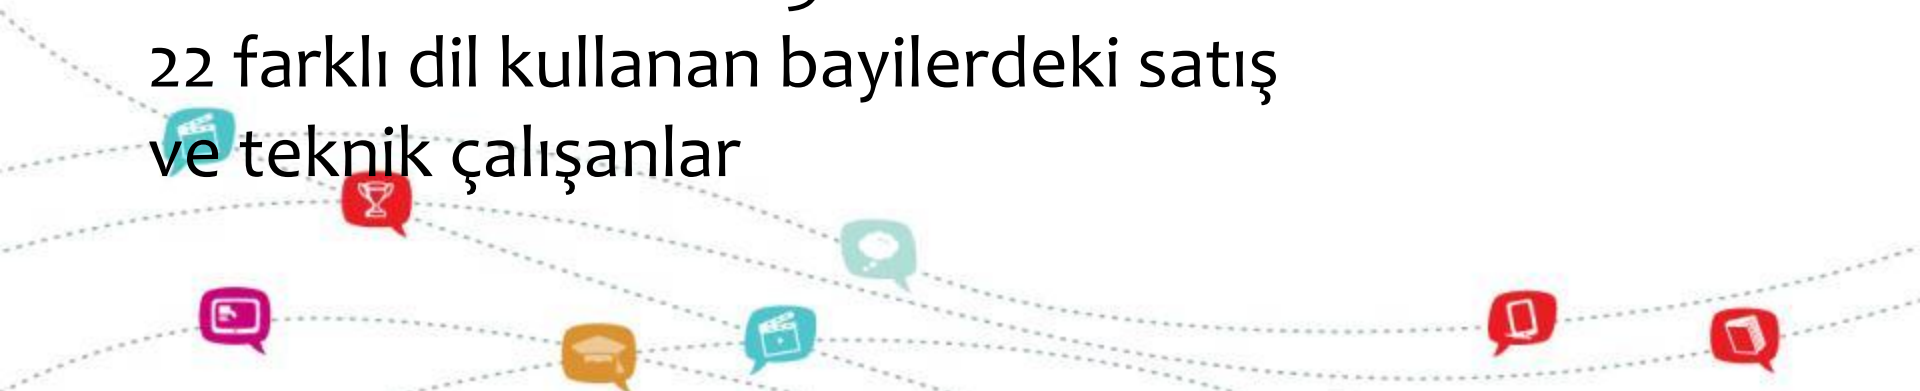 22 farklı dil kullanan bayilerdeki satış
ve teknik çalışanlar